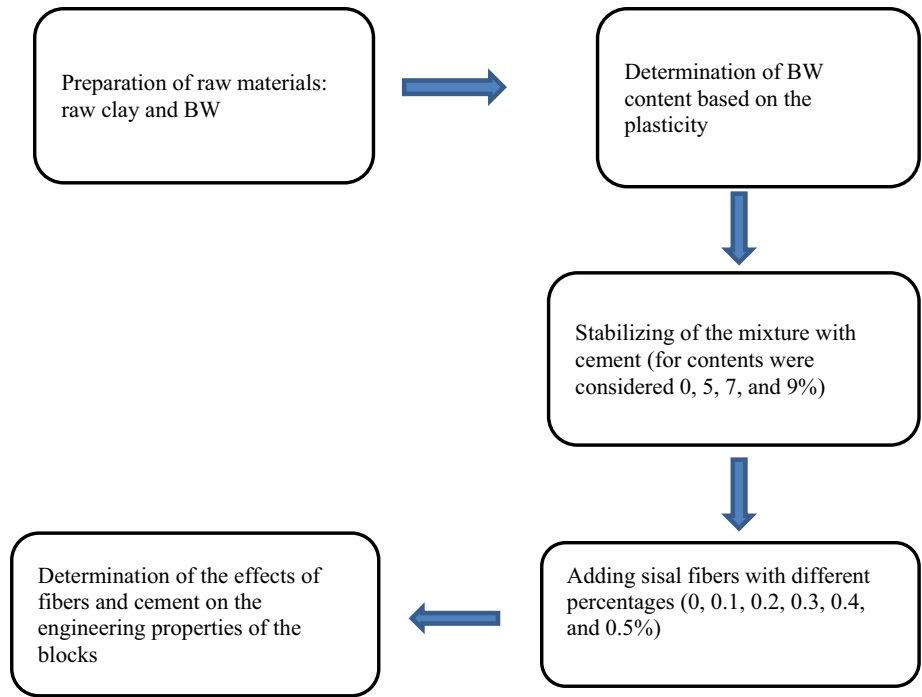 Preparation of raw materials:
raw clay and BW
Determination of BW
content based on the
plasticity
Stabilizing of the mixture with
cement (for contents were
considered 0, 5, 7, and 9%)
Adding sisal fibers with different
percentages (0, 0.1, 0.2, 0.3, 0.4,
and 0.5%)
Determination of the effects of
fibers and cement on the
engineering properties of the
blocks